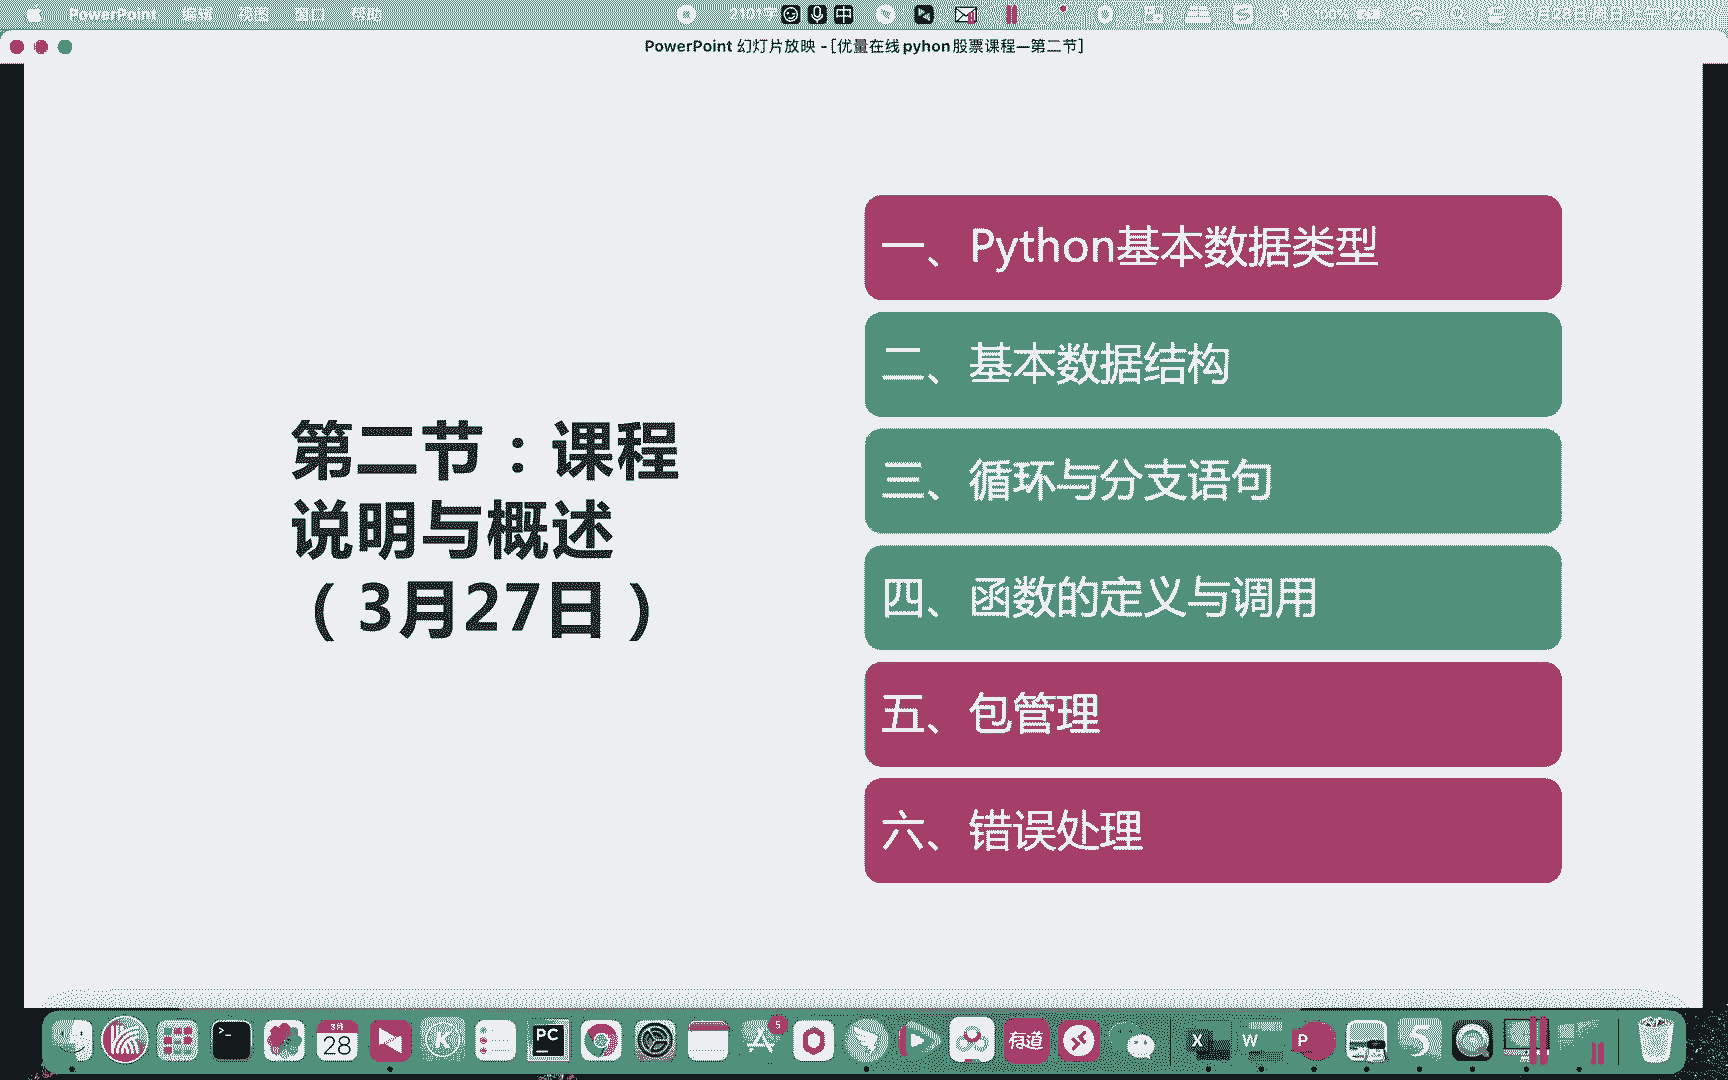 PowerPoint 编辑 视图 窗口 帮助
中
PowerPoint 幻灯片放映 - [优量在线pyhon股票课程—第二节]
第二节：课程
说明与概述
（3月27日）
一、Python基本数据类型
二、基本数据结构
三、循环与分支语句
四、函数的定义与调用
五、包管理
六、错误处理
3月
28
PC
5
有道
X
W
P